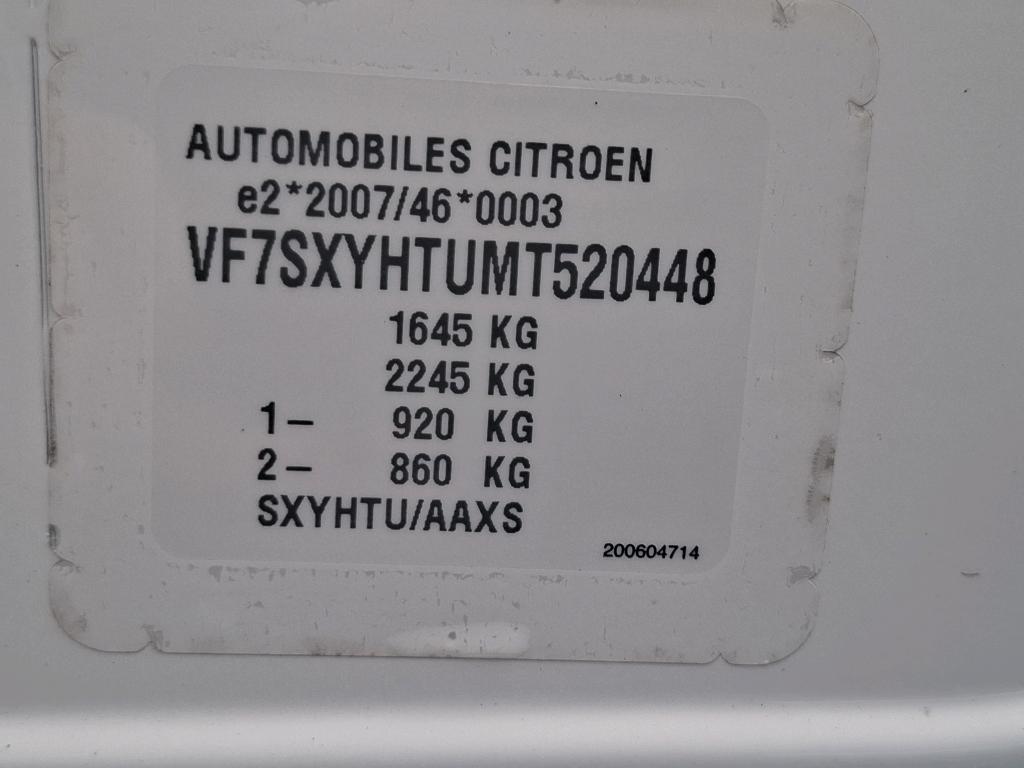 AUTOMOBILES CITROEN
e2*2007/46*0003
VF7SXYHTUMT520448
1645 KG
2245 KG
1- 920 KG
2- 860 KG
SXYHTU/AAXS
200604714